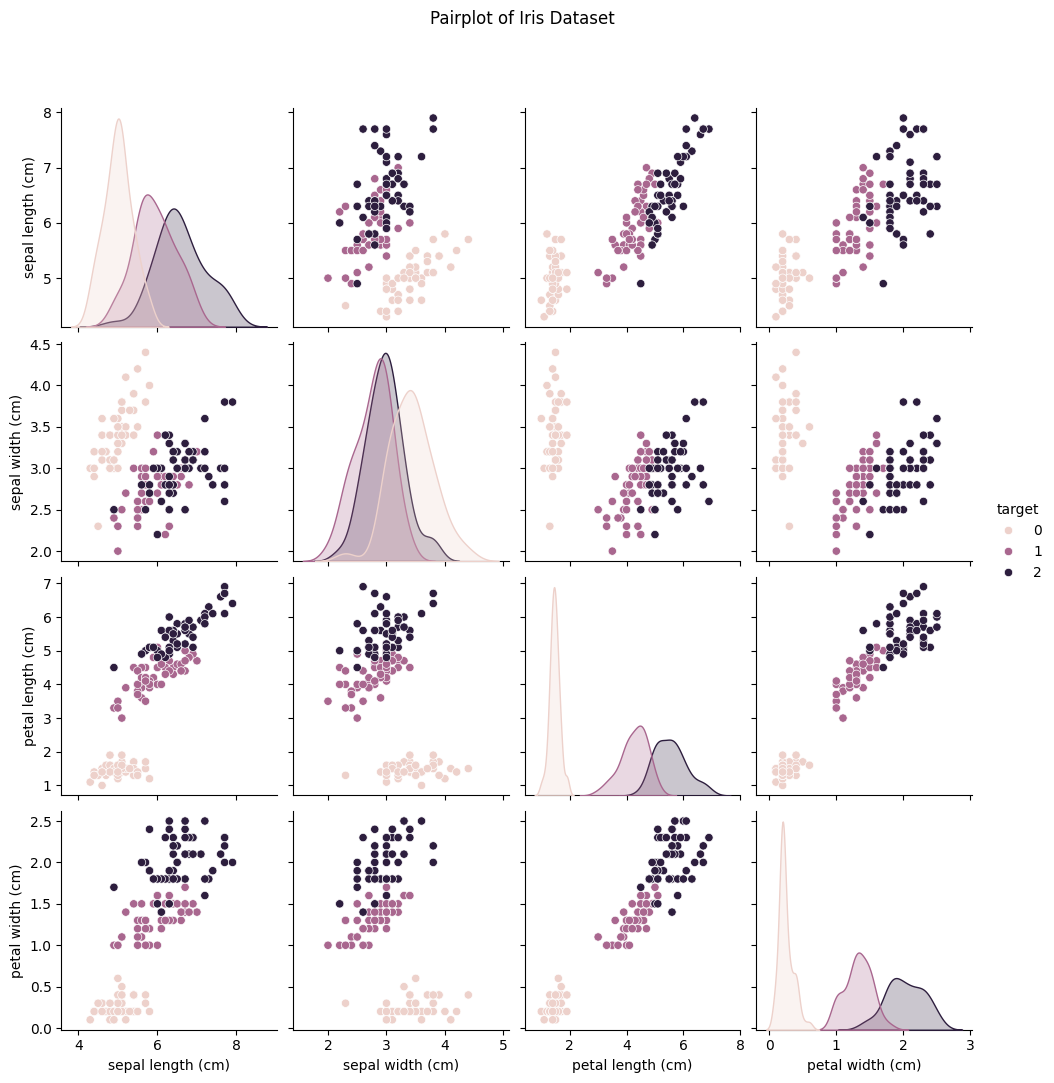 Pairplot of Iris Dataset
8
7
6
5
sepal length (cm)
4.5
4.0
3.5
3.0
2.5
2.0
sepal width (cm)
target
0
1
2
7
6
5
4
3
2
1
petal length (cm)
2.5
2.0
1.5
1.0
0.5
0.0
petal width (cm)
4 6 8
sepal length (cm)
2 3 4 5
sepal width (cm)
2 4 6 8
petal length (cm)
0 1 2 3
petal width (cm)